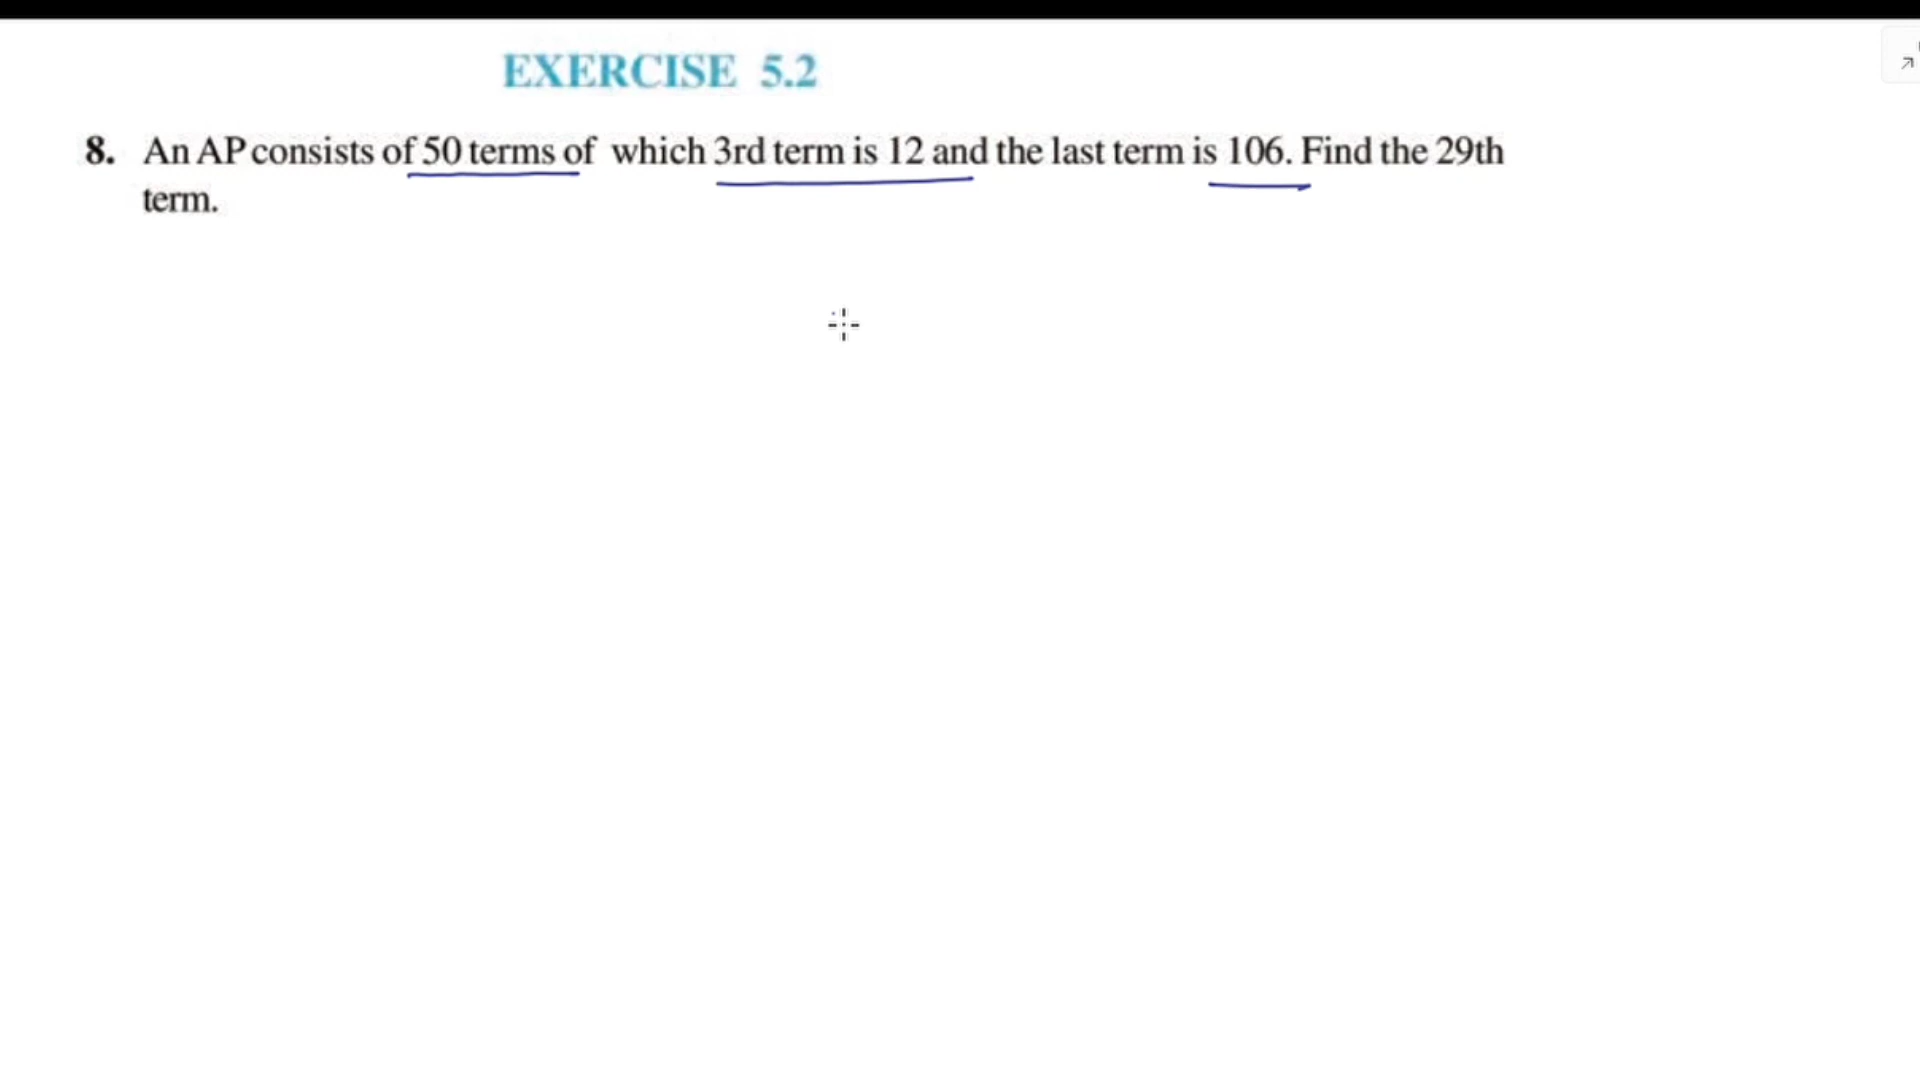 EXERCISE 5.2
8. An AP consists of 50 terms of which 3rd term is 12 and the last term is 106. Find the 29th
term.